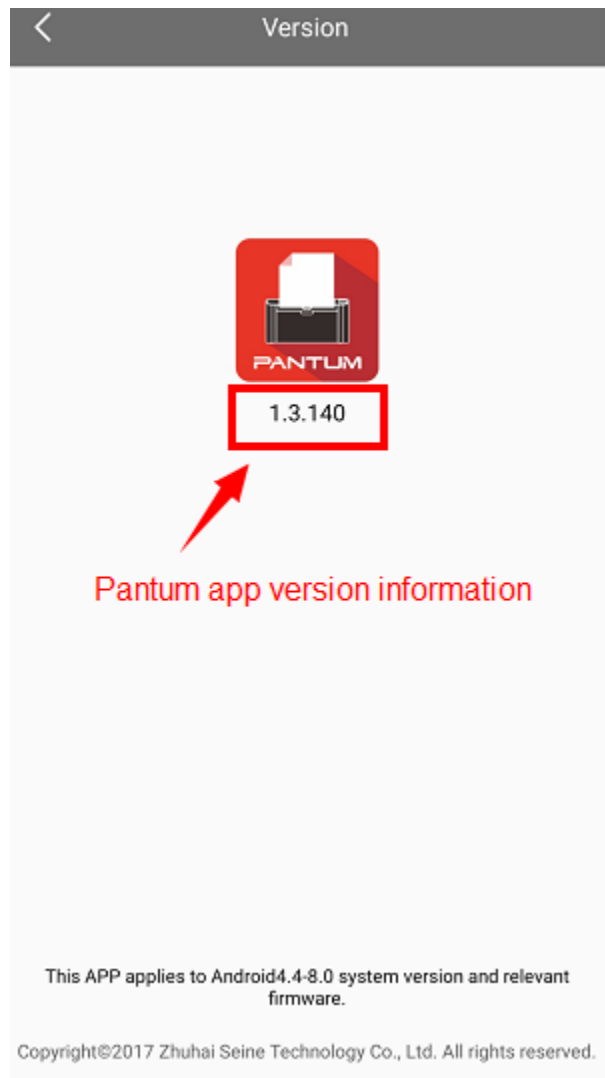 Version
PANTUM
1.3.140
Pantum app version information
This APP applies to Android4.4-8.0 system version and relevant
firmware.
Copyright©2017 Zhuhai Seine Technology Co., Ltd. All rights reserved.